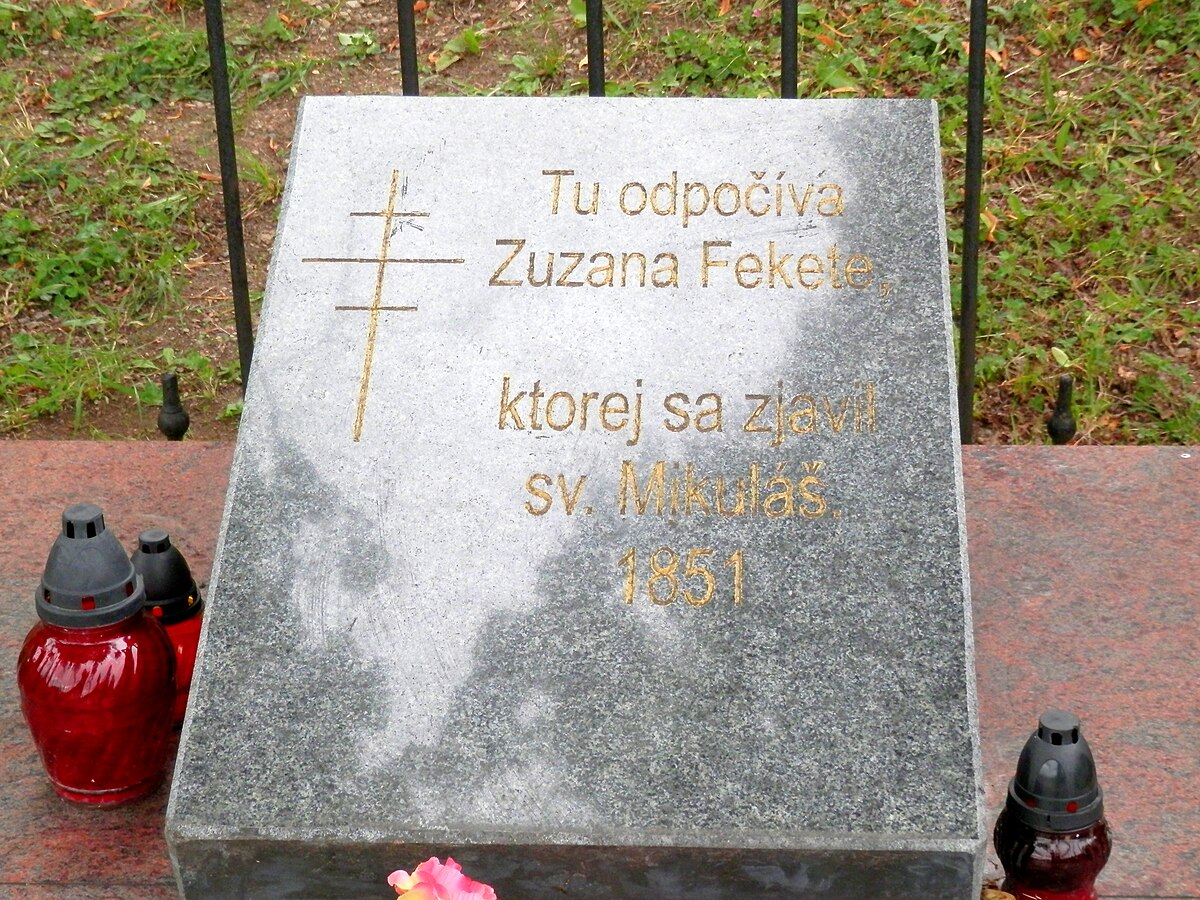 Tu odpočíva
Zuzana Fekete,
ktorej sa zjavil
sv. Mikuláš.
1851